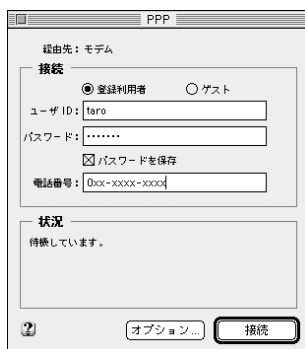 PPP
経由先：モデム
接続
登録利用者 ゲスト
ユーザ ID： taro
パスワード： •••••••
パスワードを保存
電話番号： 0xx-xxxx-xxxx
状況
待機しています。
? オプション... 接続